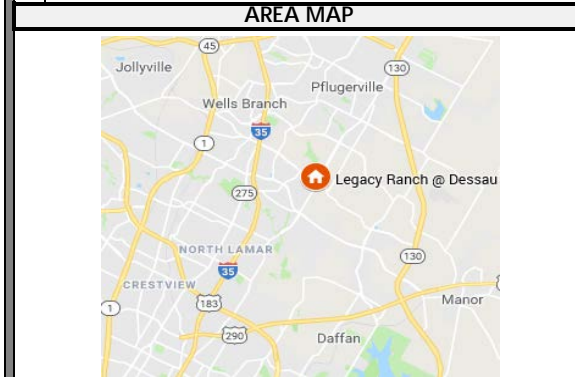 AREA MAP
45
Jollyville
130
Pflugerville
Wells Branch
35
1
Legacy Ranch @ Dessau
275
NORTH LAMAR
130
35
CRESTVIEW
183
Manor
1
290
Daffan